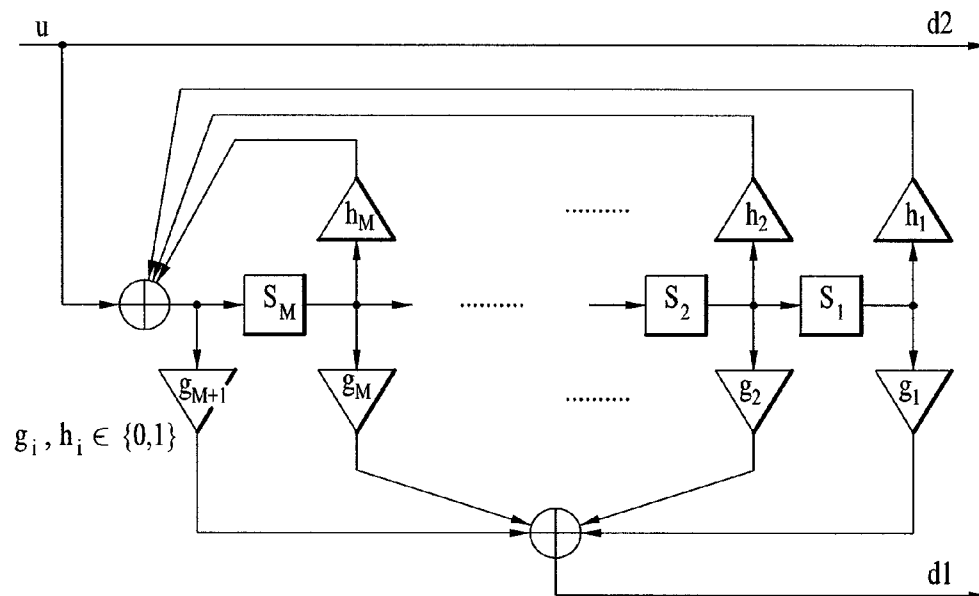 u d2
h_M ......... h_2 h_1
S_M ......... S_2 S_1
g_{M+1} g_M ......... g_2 g_1
g_i , h_i ∈ {0,1}
d1